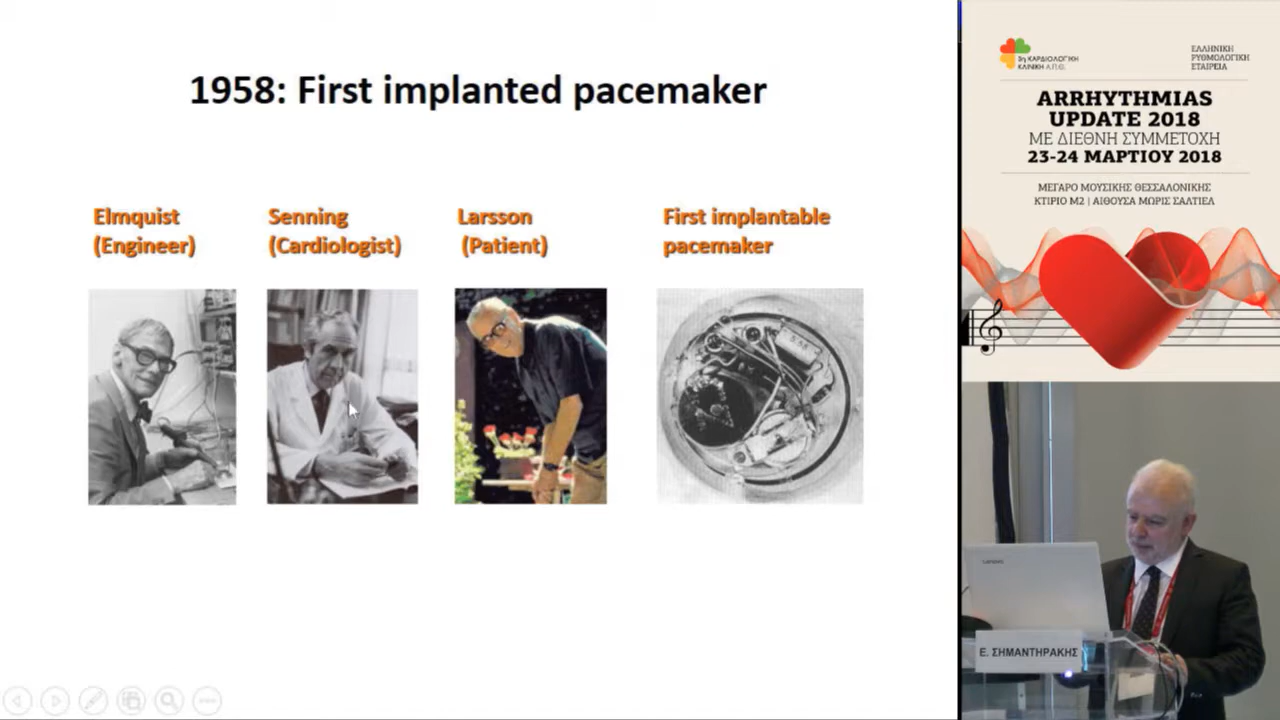 1958: First implanted pacemaker
Elmquist
(Engineer)
Senning
(Cardiologist)
Larsson
(Patient)
First implantable
pacemaker
3η ΚΑΡΔΙΟΛΟΓΙΚΗ
ΚΛΙΝΙΚΗ Α.Π.Θ.
ΕΛΛΗΝΙΚΗ
ΡΥΘΜΟΛΟΓΙΚΗ
ΕΤΑΙΡΕΙΑ
ARRHYTHMIAS
UPDATE 2018
ΜΕ ΔΙΕΘΝΗ ΣΥΜΜΕΤΟΧΗ
23-24 ΜΑΡΤΙΟΥ 2018
ΜΕΓΑΡΟ ΜΟΥΣΙΚΗΣ ΘΕΣΣΑΛΟΝΙΚΗΣ
ΚΤΙΡΙΟ Μ2 | ΑΙΘΟΥΣΑ ΜΩΡΙΣ ΣΑΛΤΙΕΛ
Ε. ΣΗΜΑΝΤΗΡΑΚΗΣ